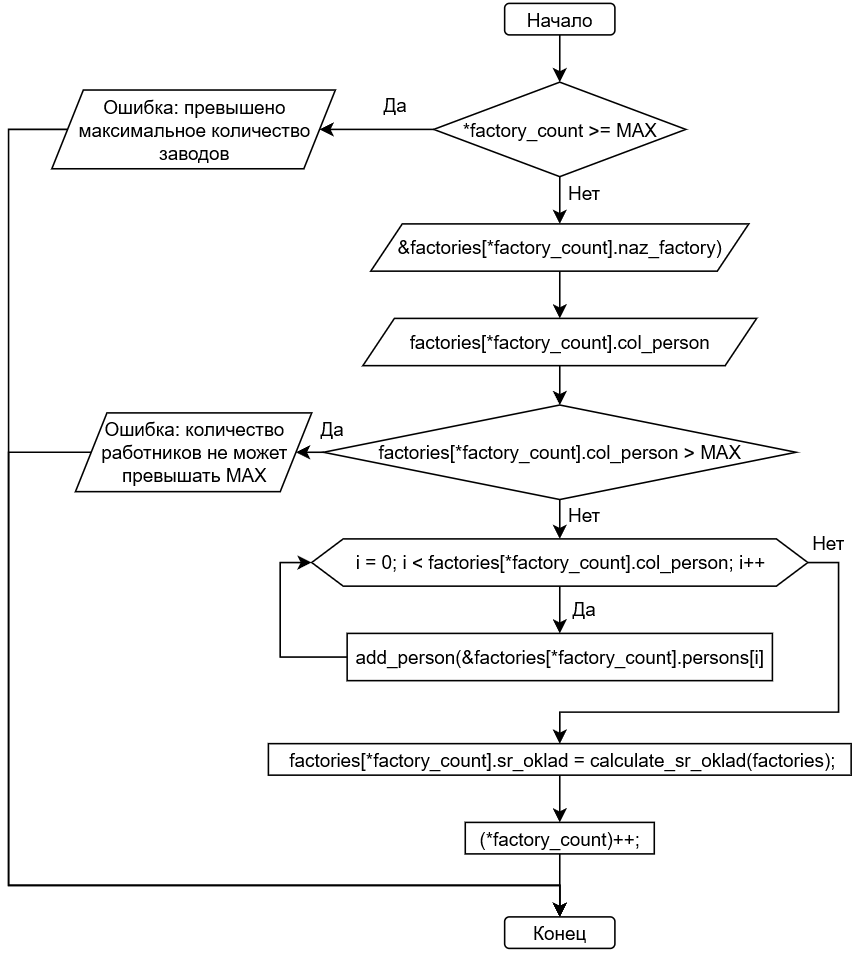 Начало
Да
Ошибка: превышено
максимальное количество
заводов
*factory_count >= MAX
Нет
&factories[*factory_count].naz_factory)
factories[*factory_count].col_person
Да
Ошибка: количество
работников не может
превышать MAX
factories[*factory_count].col_person > MAX
Нет
i = 0; i < factories[*factory_count].col_person; i++
Нет
Да
add_person(&factories[*factory_count].persons[i]
factories[*factory_count].sr_oklad = calculate_sr_oklad(factories);
(*factory_count)++;
Конец